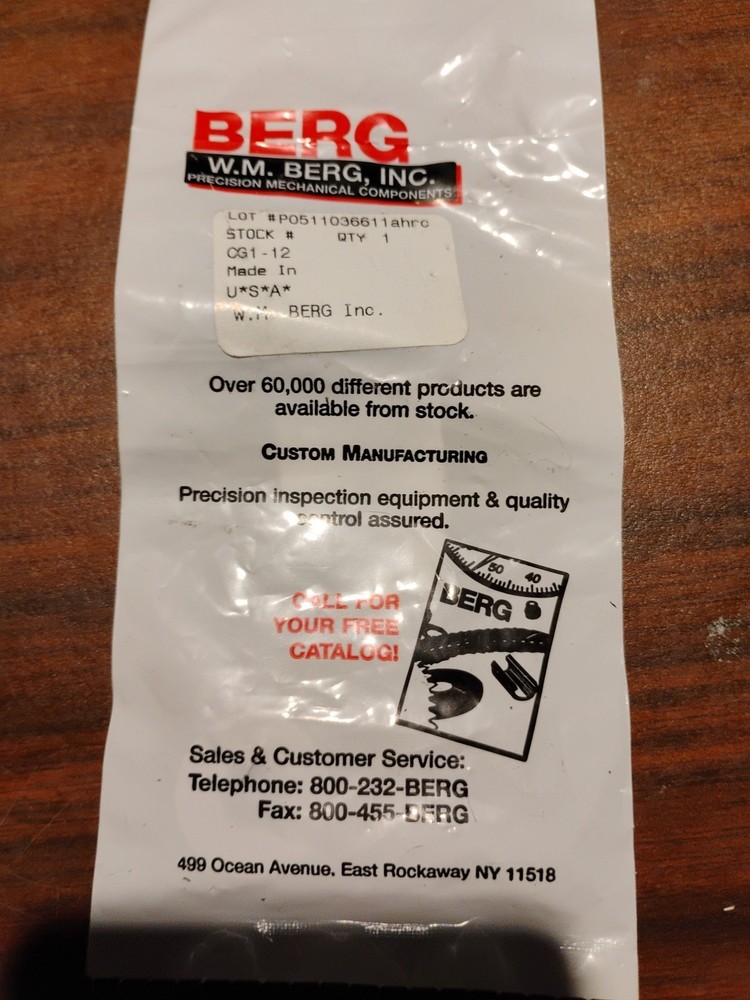 BERG
W.M. BERG, INC.
PRECISION MECHANICAL COMPONENTS
LOT #P0511036611ahrc
STOCK # QTY 1
CG1-12
Made In
U*S*A*
W.M. BERG Inc.
Over 60,000 different products are
available from stock.
CUSTOM MANUFACTURING
Precision inspection equipment & quality
control assured.
50 40
BERG
CALL FOR
YOUR FREE
CATALOG!
Sales & Customer Service:
Telephone: 800-232-BERG
Fax: 800-455-BERG
499 Ocean Avenue, East Rockaway NY 11518